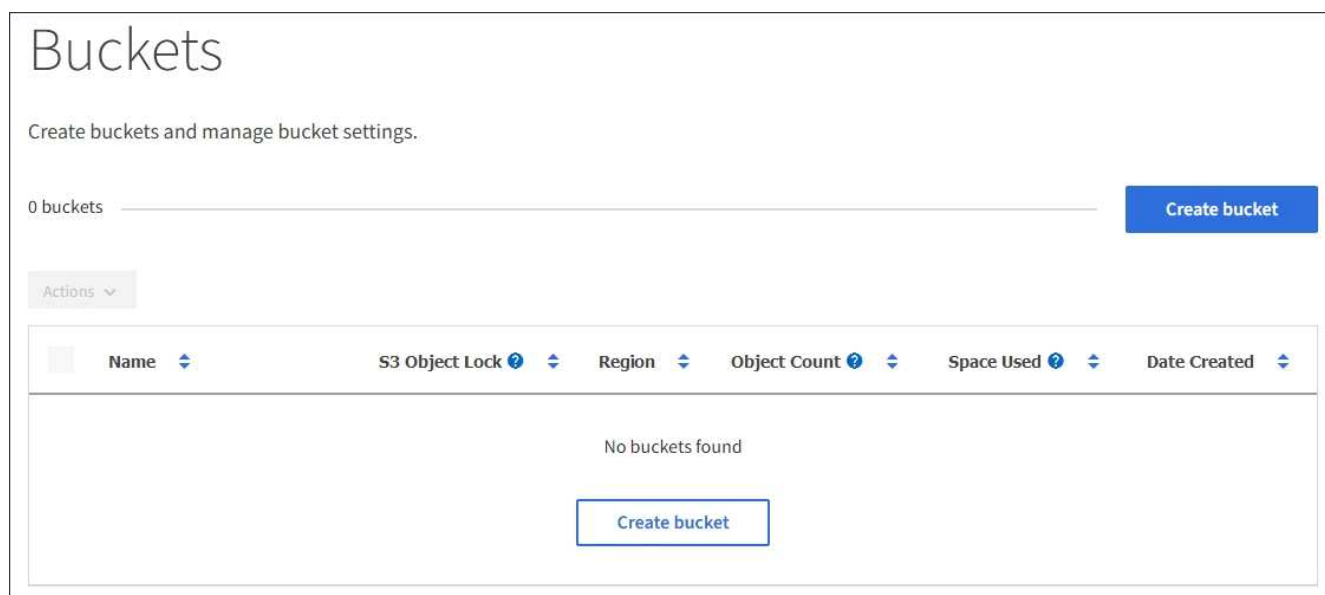 Buckets
Create buckets and manage bucket settings.
0 buckets
Create bucket
Actions
Name S3 Object Lock ? Region Object Count ? Space Used ? Date Created
No buckets found
Create bucket